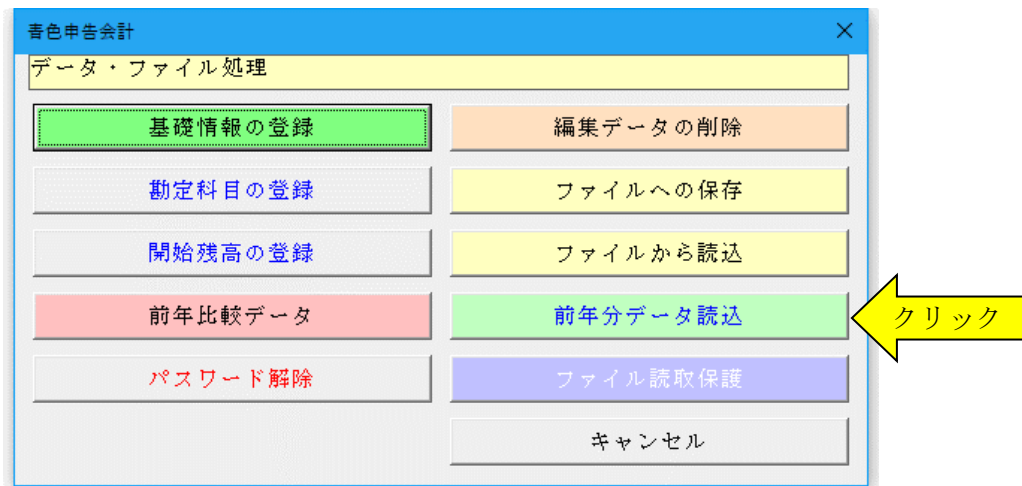 青色申告会計
データ・ファイル処理
基礎情報の登録
編集データの削除
勘定科目の登録
ファイルへの保存
開始残高の登録
ファイルから読込
前年比較データ
前年分データ読込
クリック
パスワード解除
ファイル読取保護
キャンセル